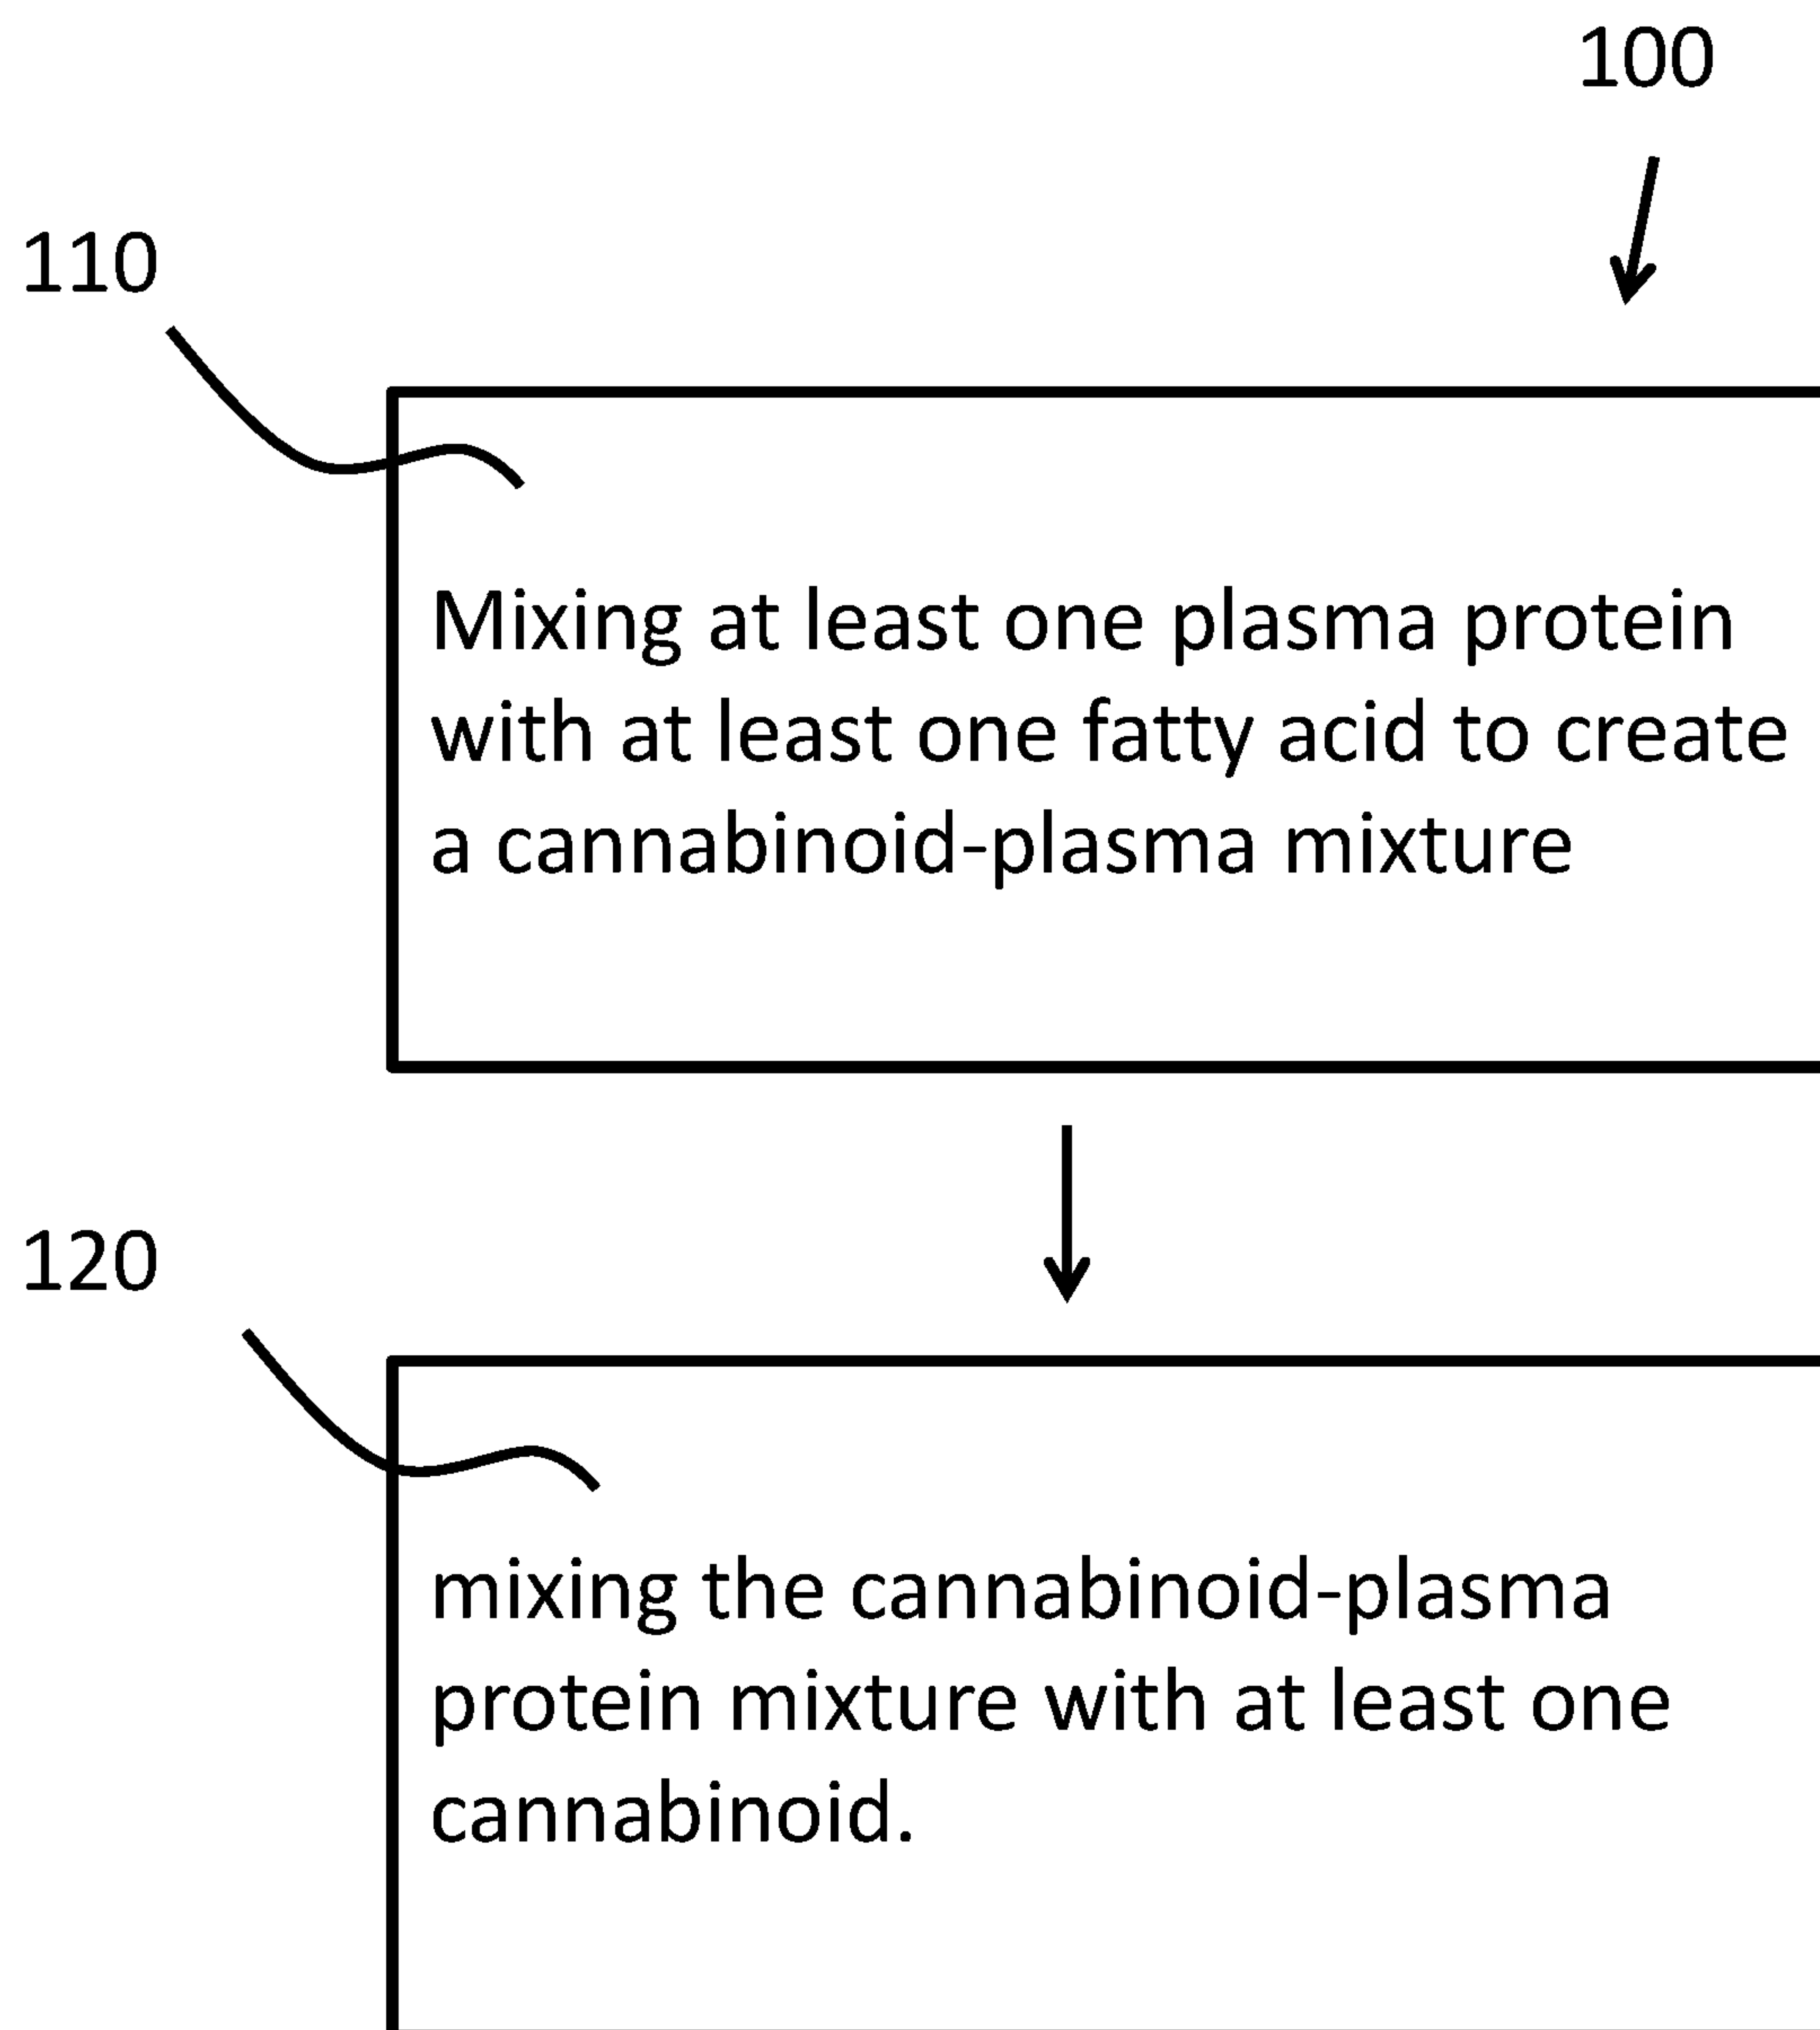 100
110
Mixing at least one plasma protein
with at least one fatty acid to create
a cannabinoid-plasma mixture
120
mixing the cannabinoid-plasma
protein mixture with at least one
cannabinoid.